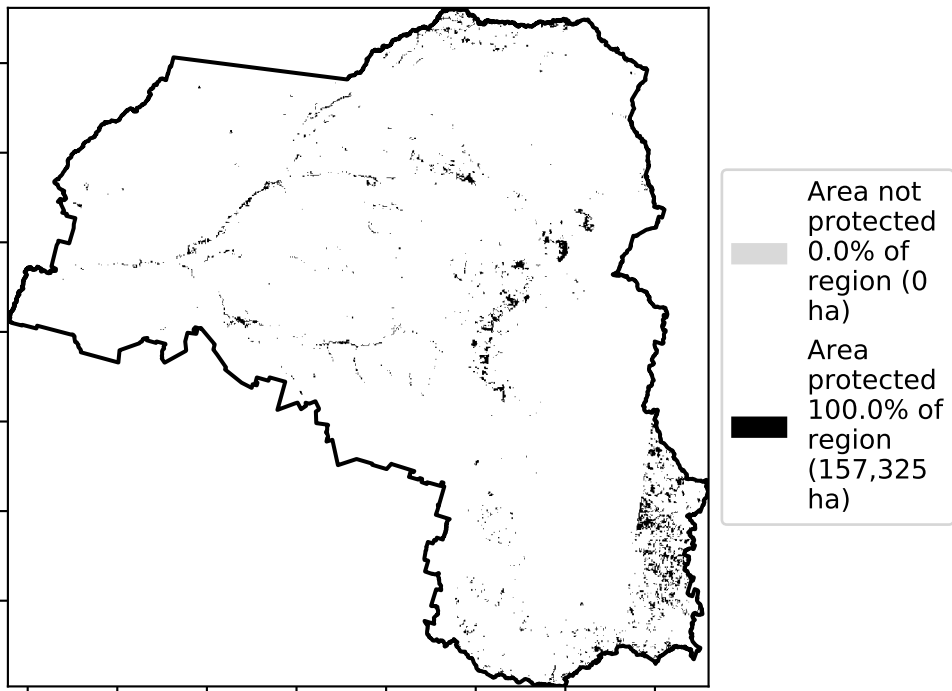 Area not
protected
0.0% of
region (0
ha)
Area
protected
100.0% of
region
(157,325
ha)